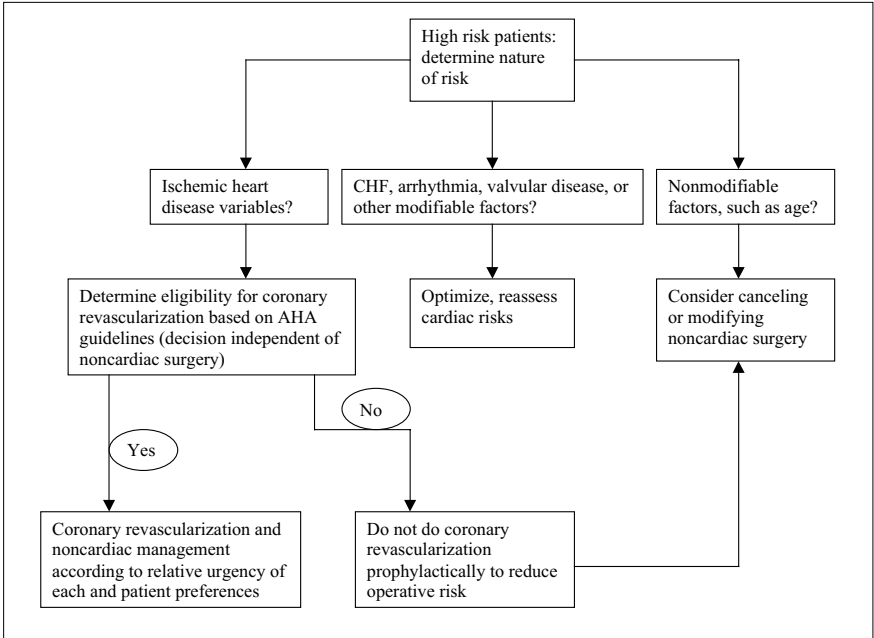 High risk patients:
determine nature
of risk
Ischemic heart
disease variables?
CHF, arrhythmia, valvular disease, or
other modifiable factors?
Nonmodifiable
factors, such as age?
Determine eligibility for coronary
revascularization based on AHA
guidelines (decision independent of
noncardiac surgery)
Optimize, reassess
cardiac risks
Consider canceling
or modifying
noncardiac surgery
No
Yes
Coronary revascularization and
noncardiac management
according to relative urgency of
each and patient preferences
Do not do coronary
revascularization
prophylactically to reduce
operative risk